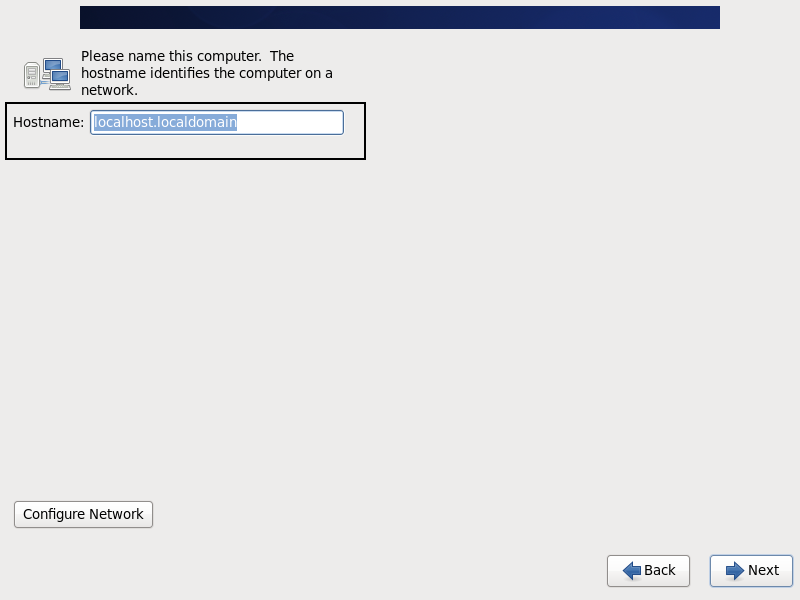 Please name this computer.  The
hostname identifies the computer on a
network.
Hostname: localhost.localdomain
Configure Network
Back Next